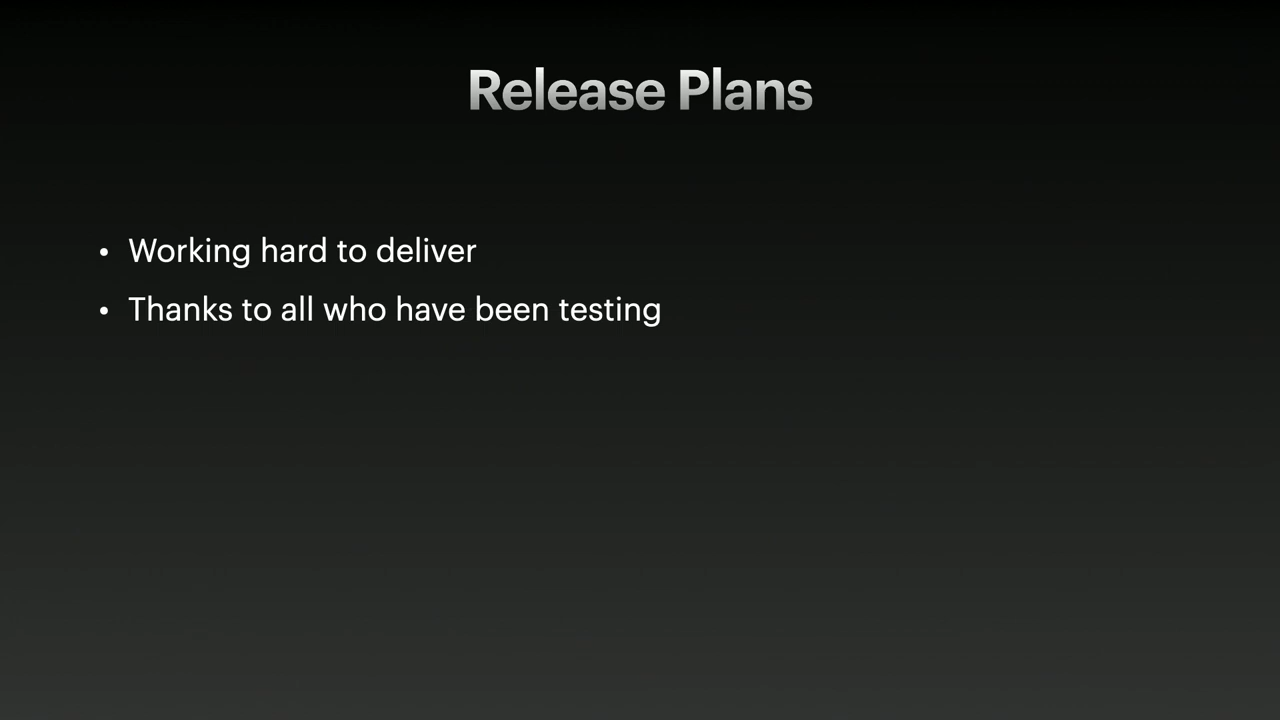 Release Plans
• Working hard to deliver
• Thanks to all who have been testing